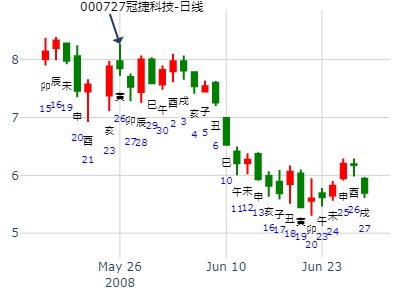 000727冠捷科技-日线
8
7
6
5
卯 15
辰 16
未 19
申 20
酉 21
亥 23
寅 26
卯 27
辰 28
巳 29
午 30
酉 2
戌 3
亥 4
子 5
丑 6
巳 10
午 11
未 12
申 13
亥 16
子 17
丑 18
寅 19
卯 20
午 23
未 24
申 25
酉 26
戌 27
May 26
2008
Jun 10
Jun 23